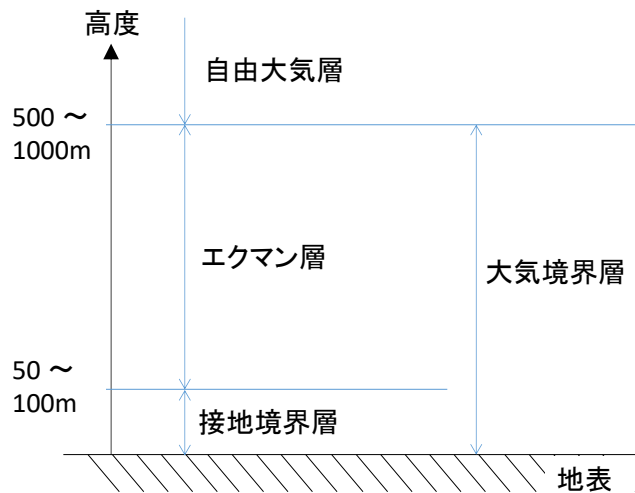 高度
自由大気層
500 ～
1000m
エクマン層
大気境界層
50 ～
100m
接地境界層
地表